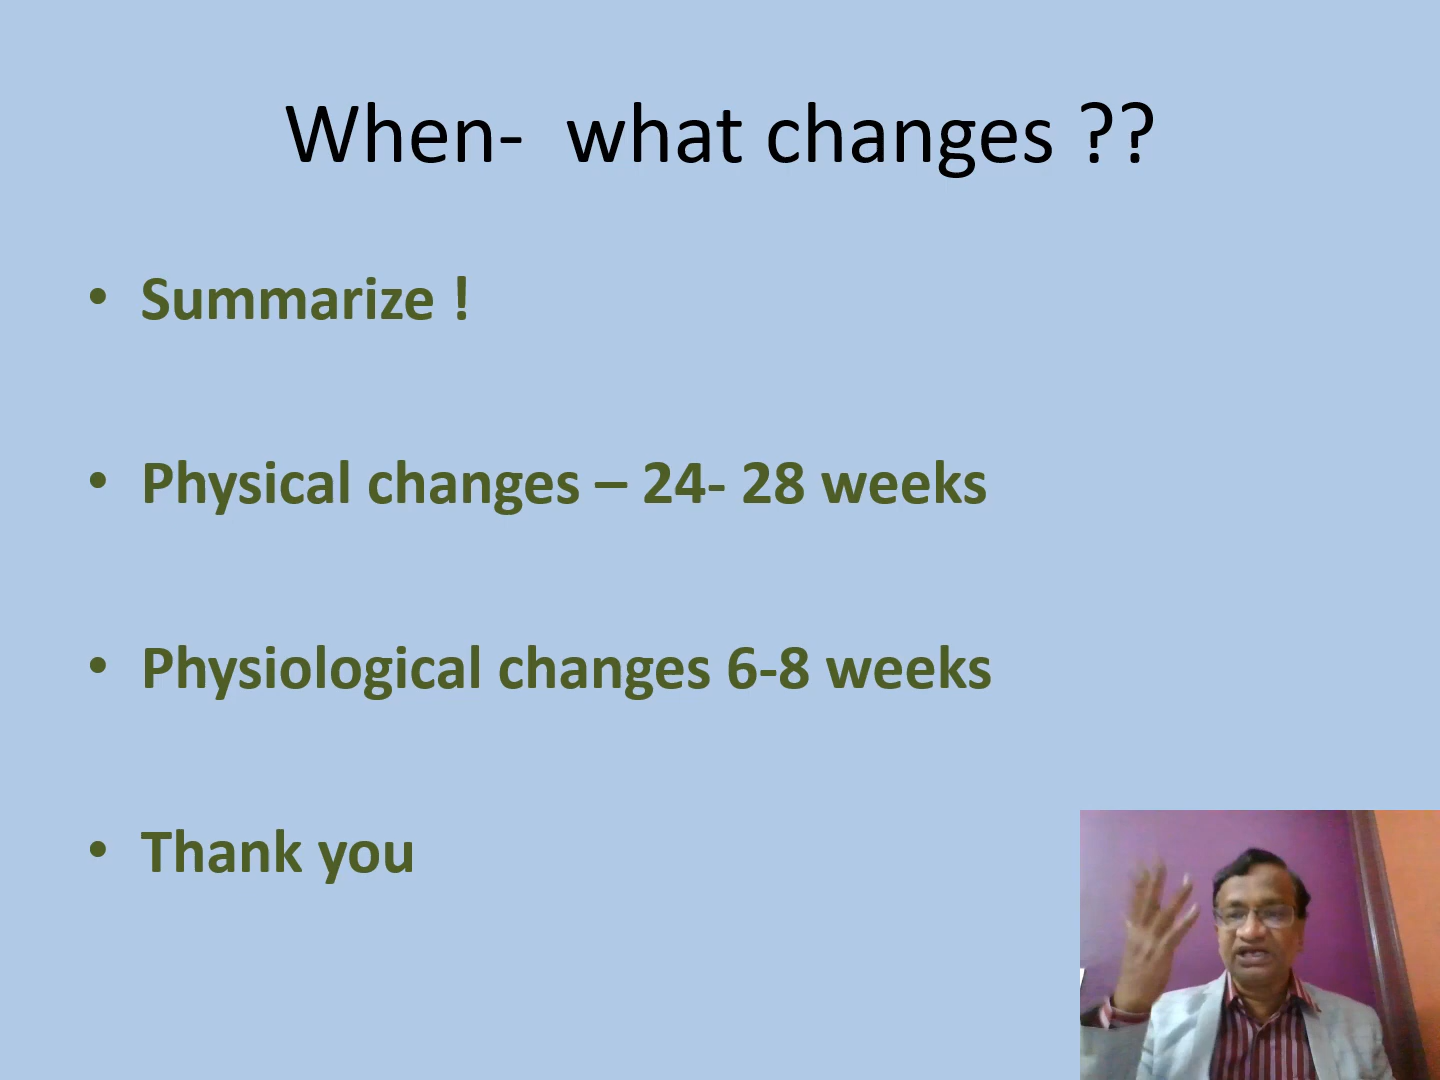 When-  what changes ??
• Summarize !
• Physical changes – 24- 28 weeks
• Physiological changes 6-8 weeks
• Thank you